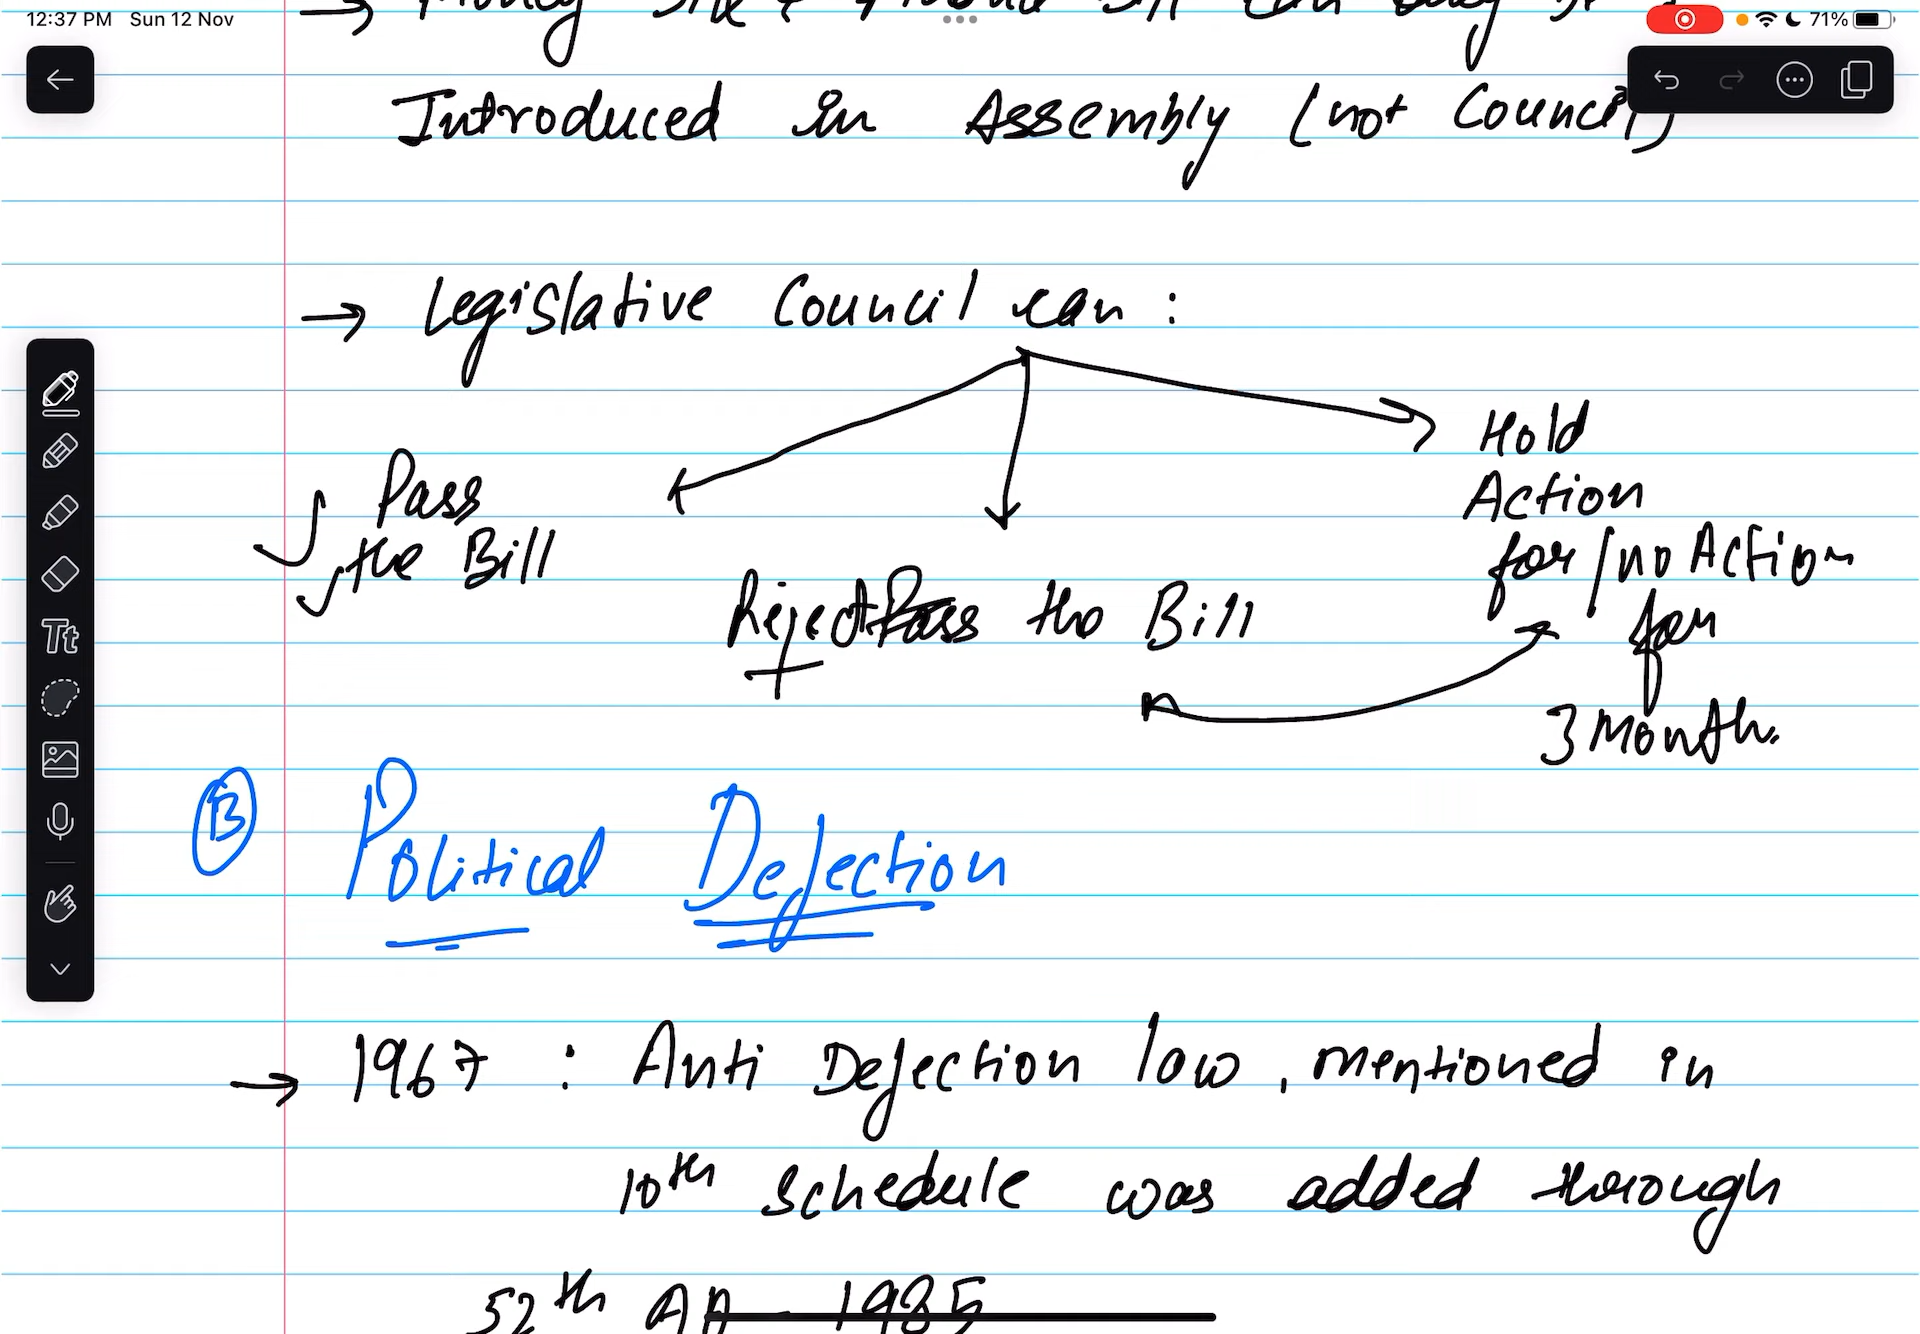 12:37 PM Sun 12 Nov
71%
Introduced in Assembly (not Council)
→ Legislative Council can :
Hold
Action
for / no Action
for
3 Month.
Pass
the Bill
Reject Pass the Bill
Tt
B Political Defection
→ 1967 : Anti Defection law, mentioned in
10th schedule was added through
52th AA - 1985